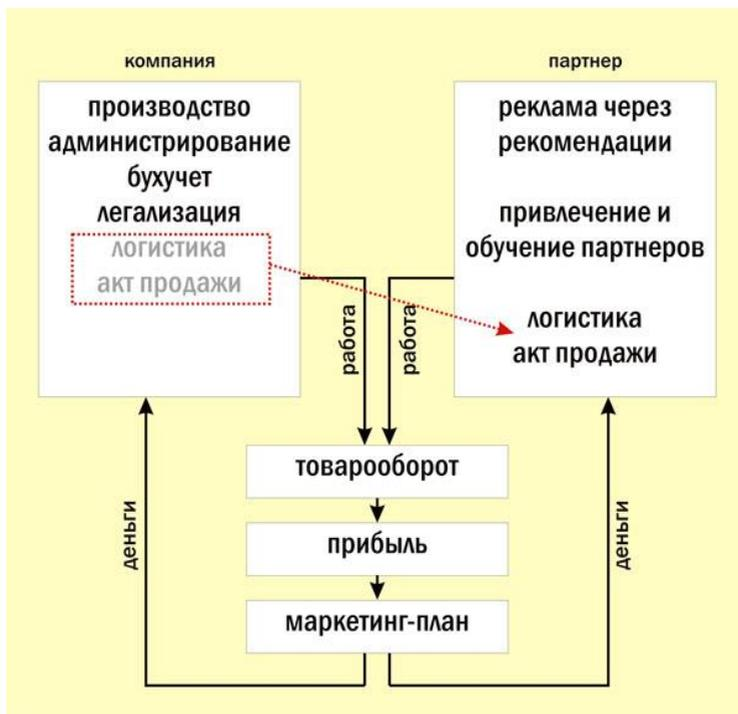 компания
производство
администрирование
бухучет
легализация
логистика
акт продажи
партнер
реклама через
рекомендации
привлечение и
обучение партнеров
логистика
акт продажи
работа
работа
товарооборот
прибыль
маркетинг-план
деньги
деньги